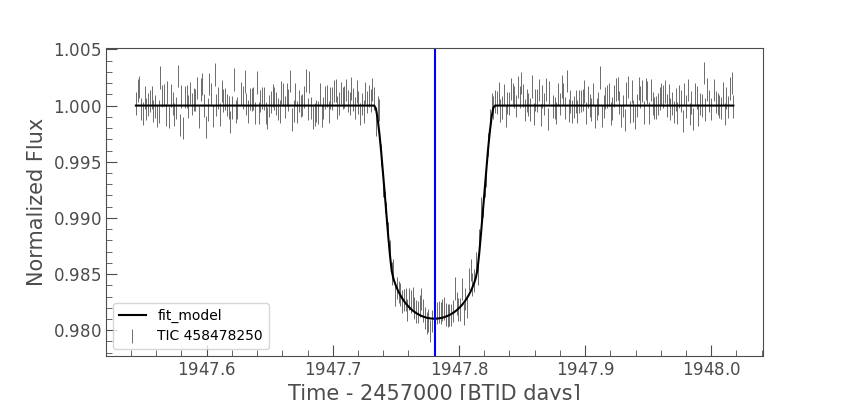 1.005
1.000
0.995
0.990
0.985
0.980
Normalized Flux
fit_model
TIC 458478250
1947.6 1947.7 1947.8 1947.9 1948.0
Time - 2457000 [BTJD days]